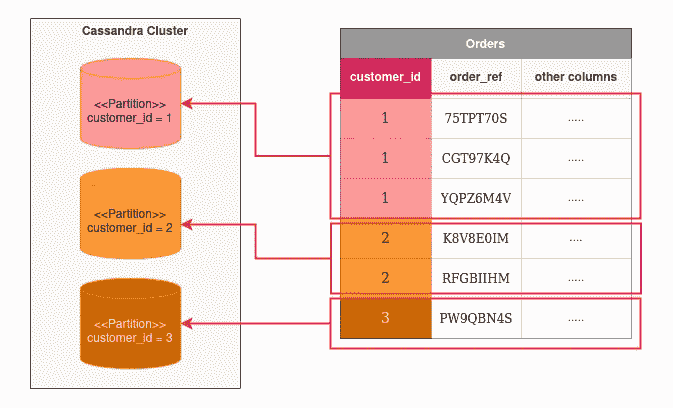 Cassandra Cluster
<<Partition>>
customer_id = 1
<<Partition>>
customer_id = 2
<<Partition>>
customer_id = 3
Orders
customer_id order_ref other columns
1 75TPT70S .....
1 CGT97K4Q .....
1 YQPZ6M4V .....
2 K8V8E0IM ....
2 RFGBIIHM .....
3 PW9QBN4S .....